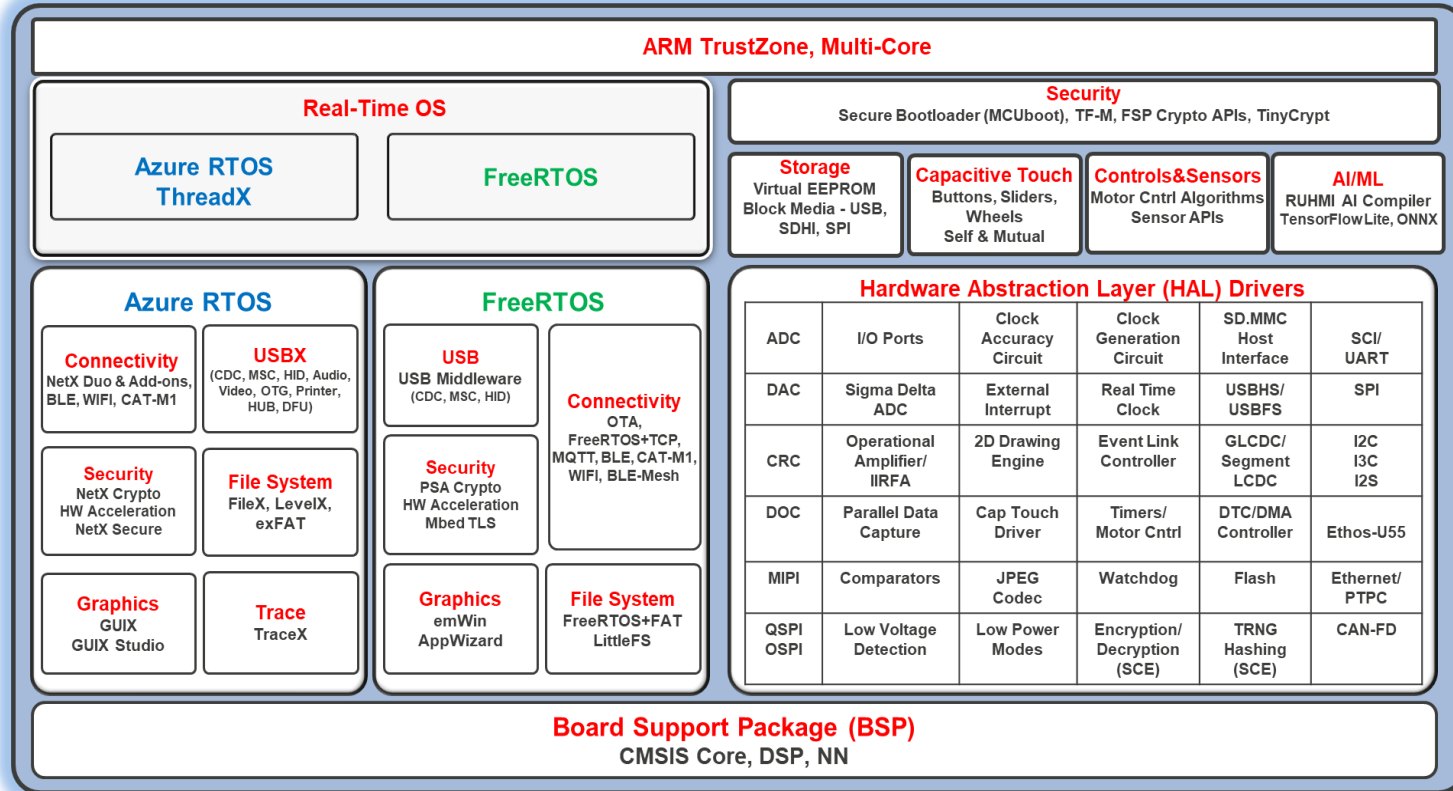 ARM TrustZone, Multi-Core
Real-Time OS
Azure RTOS
ThreadX
FreeRTOS
Security
Secure Bootloader (MCUboot), TF-M, FSP Crypto APIs, TinyCrypt
Storage
Virtual EEPROM
Block Media - USB,
SDHI, SPI
Capacitive Touch
Buttons, Sliders,
Wheels
Self & Mutual
Controls&Sensors
Motor Cntrl Algorithms
Sensor APIs
AI/ML
RUHMI AI Compiler
TensorFlowLite, ONNX
Azure RTOS
Connectivity
NetX Duo & Add-ons,
BLE, WIFI, CAT-M1
USBX
(CDC, MSC, HID, Audio,
Video, OTG, Printer,
HUB, DFU)
Security
NetX Crypto
HW Acceleration
NetX Secure
File System
FileX, LevelX,
exFAT
Graphics
GUIX
GUIX Studio
Trace
TraceX
FreeRTOS
USB
USB Middleware
(CDC, MSC, HID)
Connectivity
OTA,
FreeRTOS+TCP,
MQTT, BLE, CAT-M1,
WIFI, BLE-Mesh
Security
PSA Crypto
HW Acceleration
Mbed TLS
Graphics
emWin
AppWizard
File System
FreeRTOS+FAT
LittleFS
Hardware Abstraction Layer (HAL) Drivers
ADC
I/O Ports
Clock
Accuracy
Circuit
Clock
Generation
Circuit
SD.MMC
Host
Interface
SCI/
UART
DAC
Sigma Delta
ADC
External
Interrupt
Real Time
Clock
USBHS/
USBFS
SPI
CRC
Operational
Amplifier/
IIRFA
2D Drawing
Engine
Event Link
Controller
GLCDC/
Segment
LCDC
I2C
I3C
I2S
DOC
Parallel Data
Capture
Cap Touch
Driver
Timers/
Motor Cntrl
DTC/DMA
Controller
Ethos-U55
MIPI
Comparators
JPEG
Codec
Watchdog
Flash
Ethernet/
PTPC
QSPI
OSPI
Low Voltage
Detection
Low Power
Modes
Encryption/
Decryption
(SCE)
TRNG
Hashing
(SCE)
CAN-FD
Board Support Package (BSP)
CMSIS Core, DSP, NN